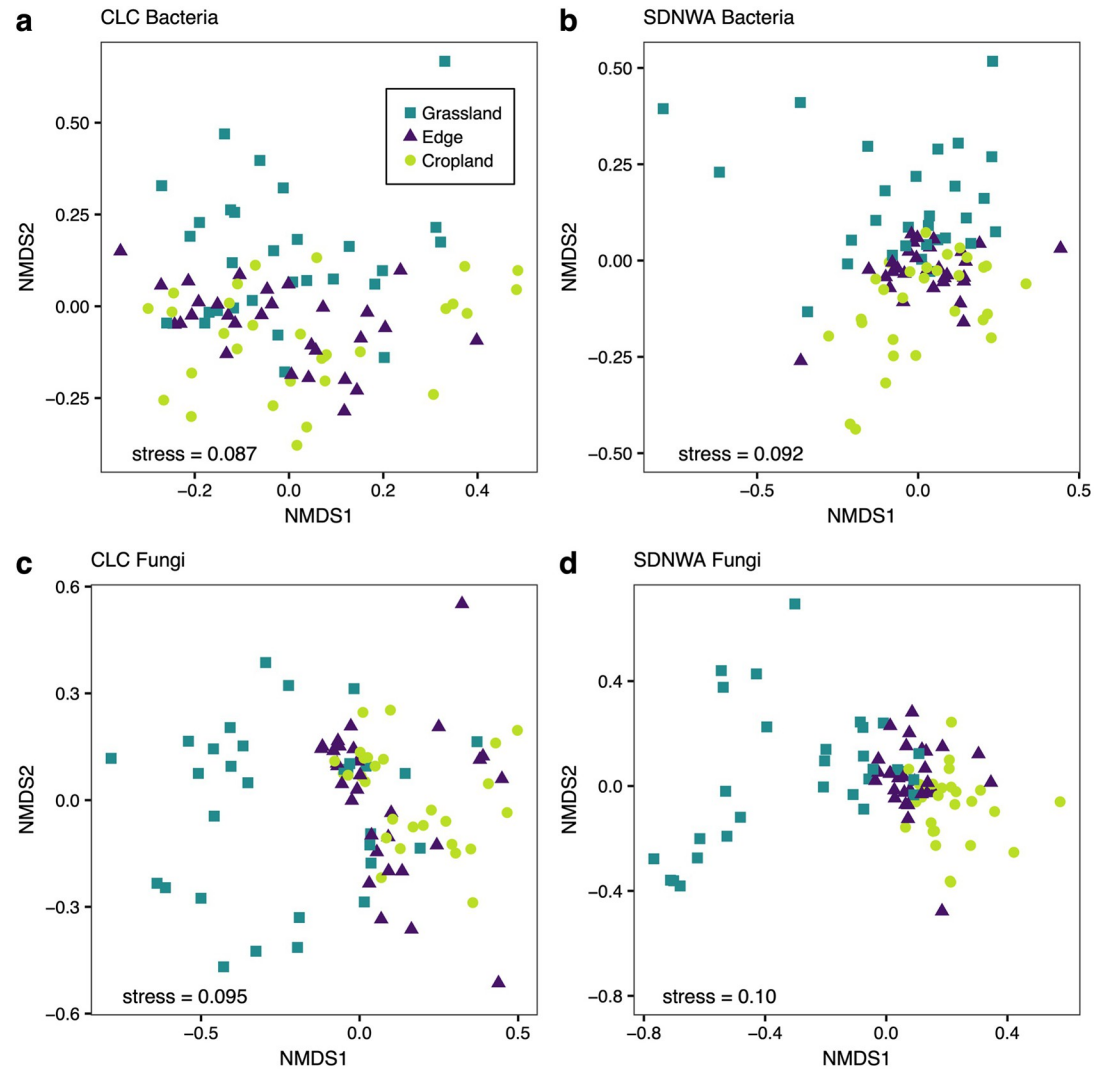 a CLC Bacteria
Grassland
Edge
Cropland
0.50
0.25
0.00
−0.25
NMDS2
stress = 0.087
−0.2 0.0 0.2 0.4
NMDS1
b SDNWA Bacteria
0.50
0.25
0.00
−0.25
−0.50
NMDS2
stress = 0.092
−0.5 0.0 0.5
NMDS1
c CLC Fungi
0.6
0.3
0.0
−0.3
−0.6
NMDS2
stress = 0.095
−0.5 0.0 0.5
NMDS1
d SDNWA Fungi
0.4
0.0
−0.4
−0.8
NMDS2
stress = 0.10
−0.8 −0.4 0.0 0.4
NMDS1